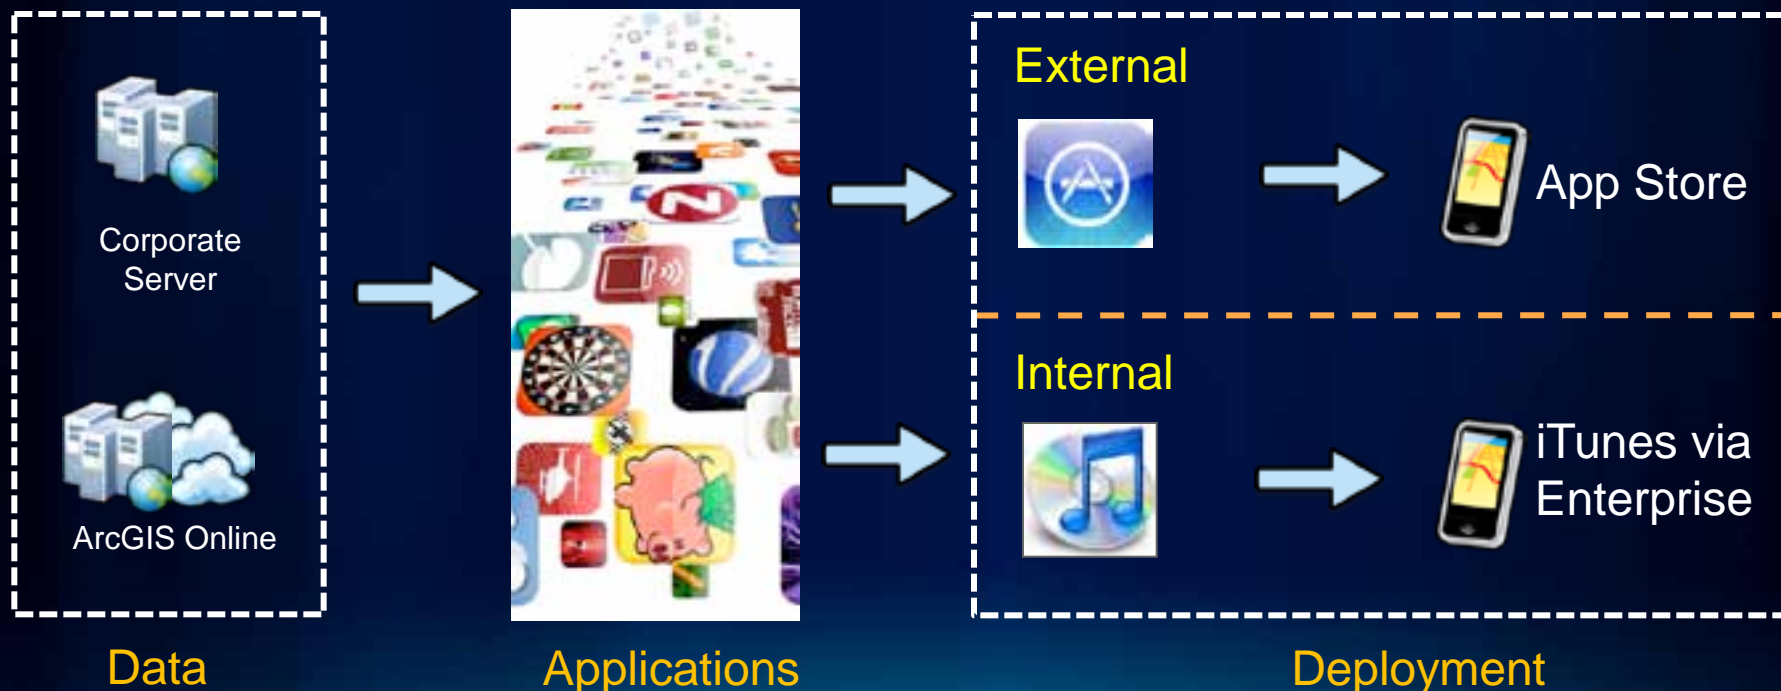 Corporate
Server
ArcGIS Online
External
App Store
Internal
iTunes via
Enterprise
Data
Applications
Deployment